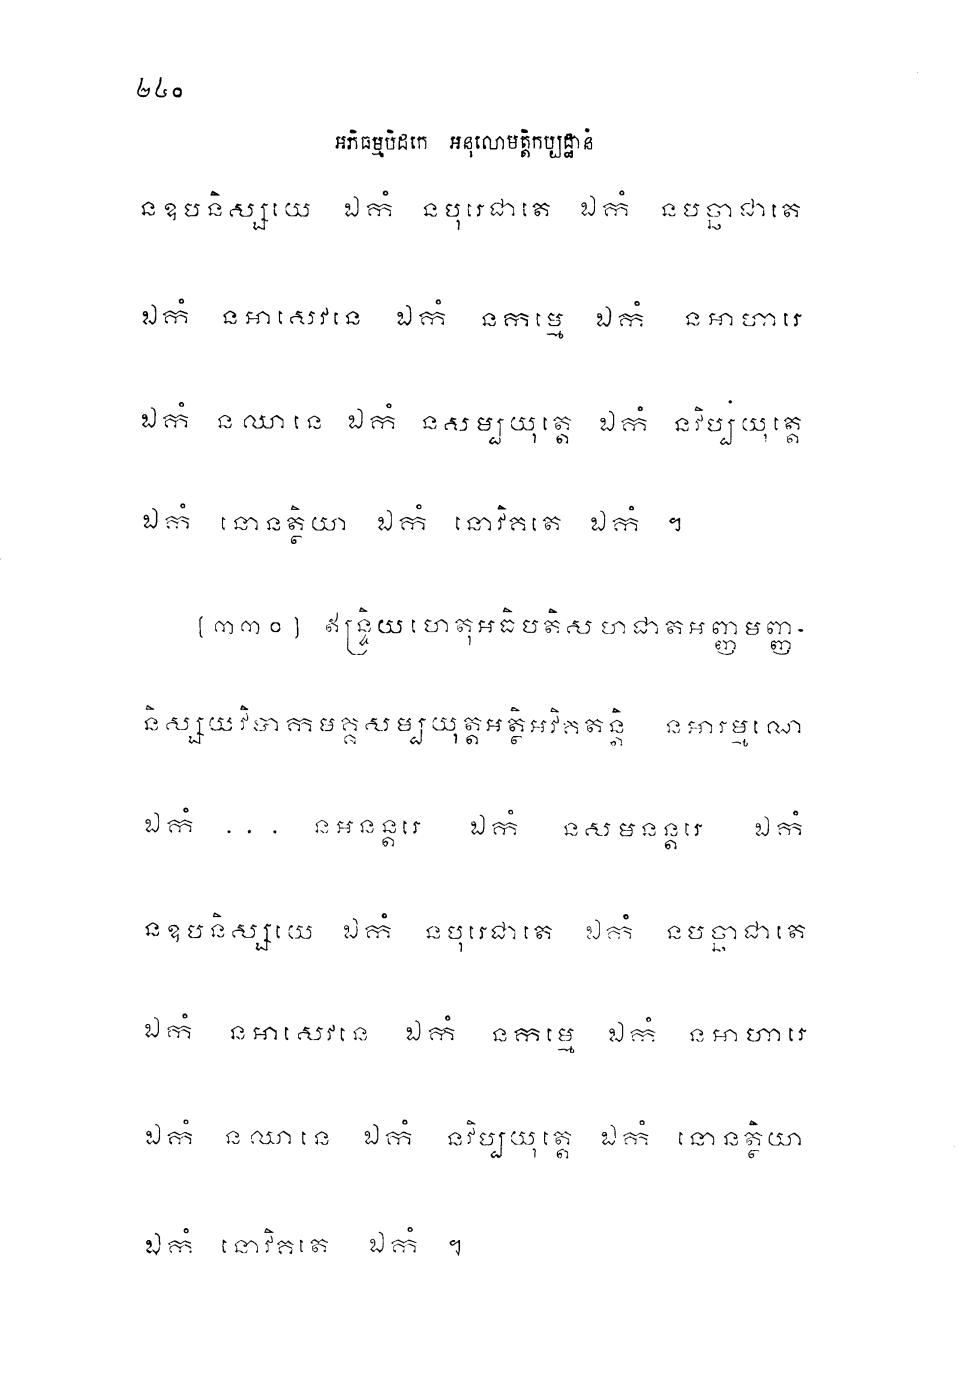 ២៤០
អភិធម្មបិដកេ អនុលោមត្តិកប្បដ្ឋានំ
នឧបនិស្សយេ ឯកំ នបុរេជាតេ ឯកំ នបច្ឆាជាតេ
ឯកំ នអាសេវនេ ឯកំ នកម្មេ ឯកំ នអាហារេ
ឯកំ នឈានេ ឯកំ នសម្បយុត្តេ ឯកំ នវិប្បយុត្តេ
ឯកំ នោនត្ថិយា ឯកំ នោវិគតេ ឯកំ ។
[៣៣០] ឥន្ទ្រិយហេតុអធិបតិសហជាតអញ្ញមញ្ញ-
និស្សយវិបាកមគ្គសម្បយុត្តអត្ថិអវិគតន្តិ នអារម្មណេ
ឯកំ ... នអនន្តរេ ឯកំ នសមនន្តរេ ឯកំ
នឧបនិស្សយេ ឯកំ នបុរេជាតេ ឯកំ នបច្ឆាជាតេ
ឯកំ នអាសេវនេ ឯកំ នកម្មេ ឯកំ នអាហារេ
ឯកំ នឈានេ ឯកំ នវិប្បយុត្តេ ឯកំ នោនត្ថិយា
ឯកំ នោវិគតេ ឯកំ ។